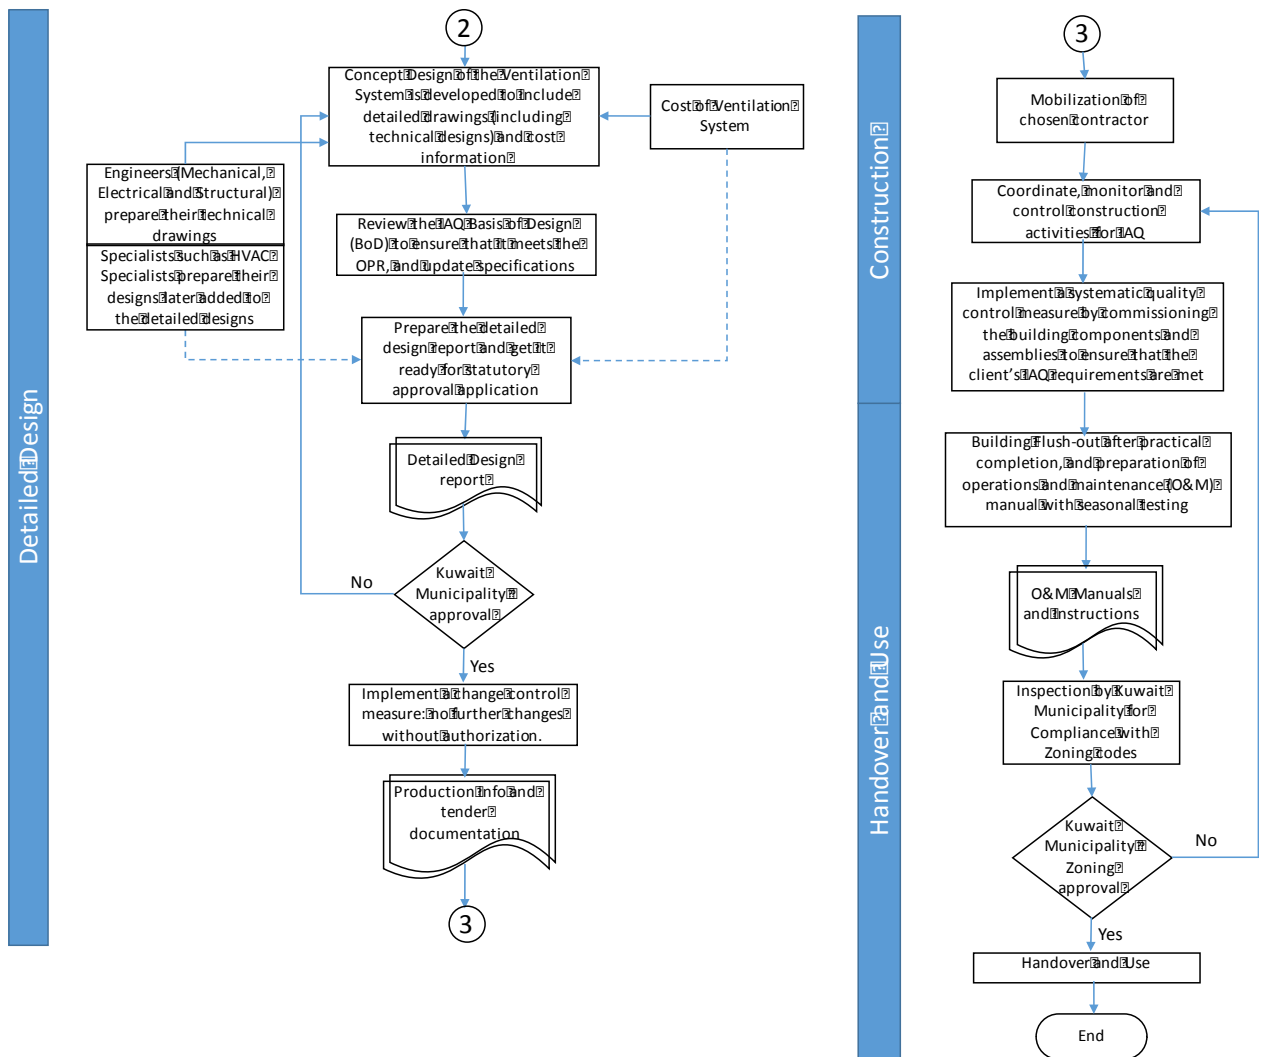 Detailed Design
2
Concept Design of the Ventilation
System is developed to include
detailed drawings (including
technical designs) and cost
information
Cost of Ventilation
System
Engineers (Mechanical,
Electrical and Structural)
prepare their technical
drawings
Specialists such as HVAC
Specialists prepare their
designs later added to
the detailed designs
Review the IAQ Basis of Design
(BoD) to ensure that it meets the
OPR, and update specifications
Prepare the detailed
design report and get it
ready for statutory
approval application
Detailed Design
report
Kuwait
Municipality
approval
No
Yes
Implement a change control
measure: no further changes
without authorization.
Production Info and
tender
documentation
3
Construction
Handover and Use
3
Mobilization of
chosen contractor
Coordinate, monitor and
control construction
activities for IAQ
Implement a systematic quality
control measure by commissioning
the building components and
assemblies to ensure that the
client's IAQ requirements are met
Building Flush-out after practical
completion, and preparation of
operations and maintenance (O&M)
manual with seasonal testing
O&M Manuals
and Instructions
Inspection by Kuwait
Municipality for
Compliance with
Zoning codes
Kuwait
Municipality
Zoning
approval
No
Yes
Handover and Use
End